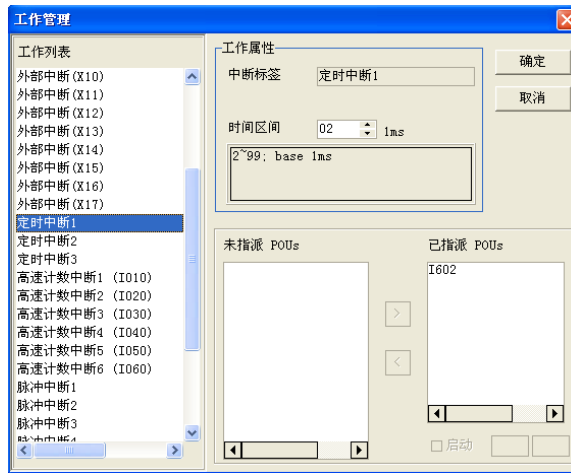 工作管理
工作列表
外部中断(X10)
外部中断(X11)
外部中断(X12)
外部中断(X13)
外部中断(X14)
外部中断(X15)
外部中断(X16)
外部中断(X17)
定时中断1
定时中断2
定时中断3
高速计数中断1 (I010)
高速计数中断2 (I020)
高速计数中断3 (I030)
高速计数中断4 (I040)
高速计数中断5 (I050)
高速计数中断6 (I060)
脉冲中断1
脉冲中断2
脉冲中断3
脉冲中断4
工作属性
中断标签 定时中断1
时间区间 02 1ms
2~99; base 1ms
确定
取消
未指派 POUs
已指派 POUs
I602
>
<
启动